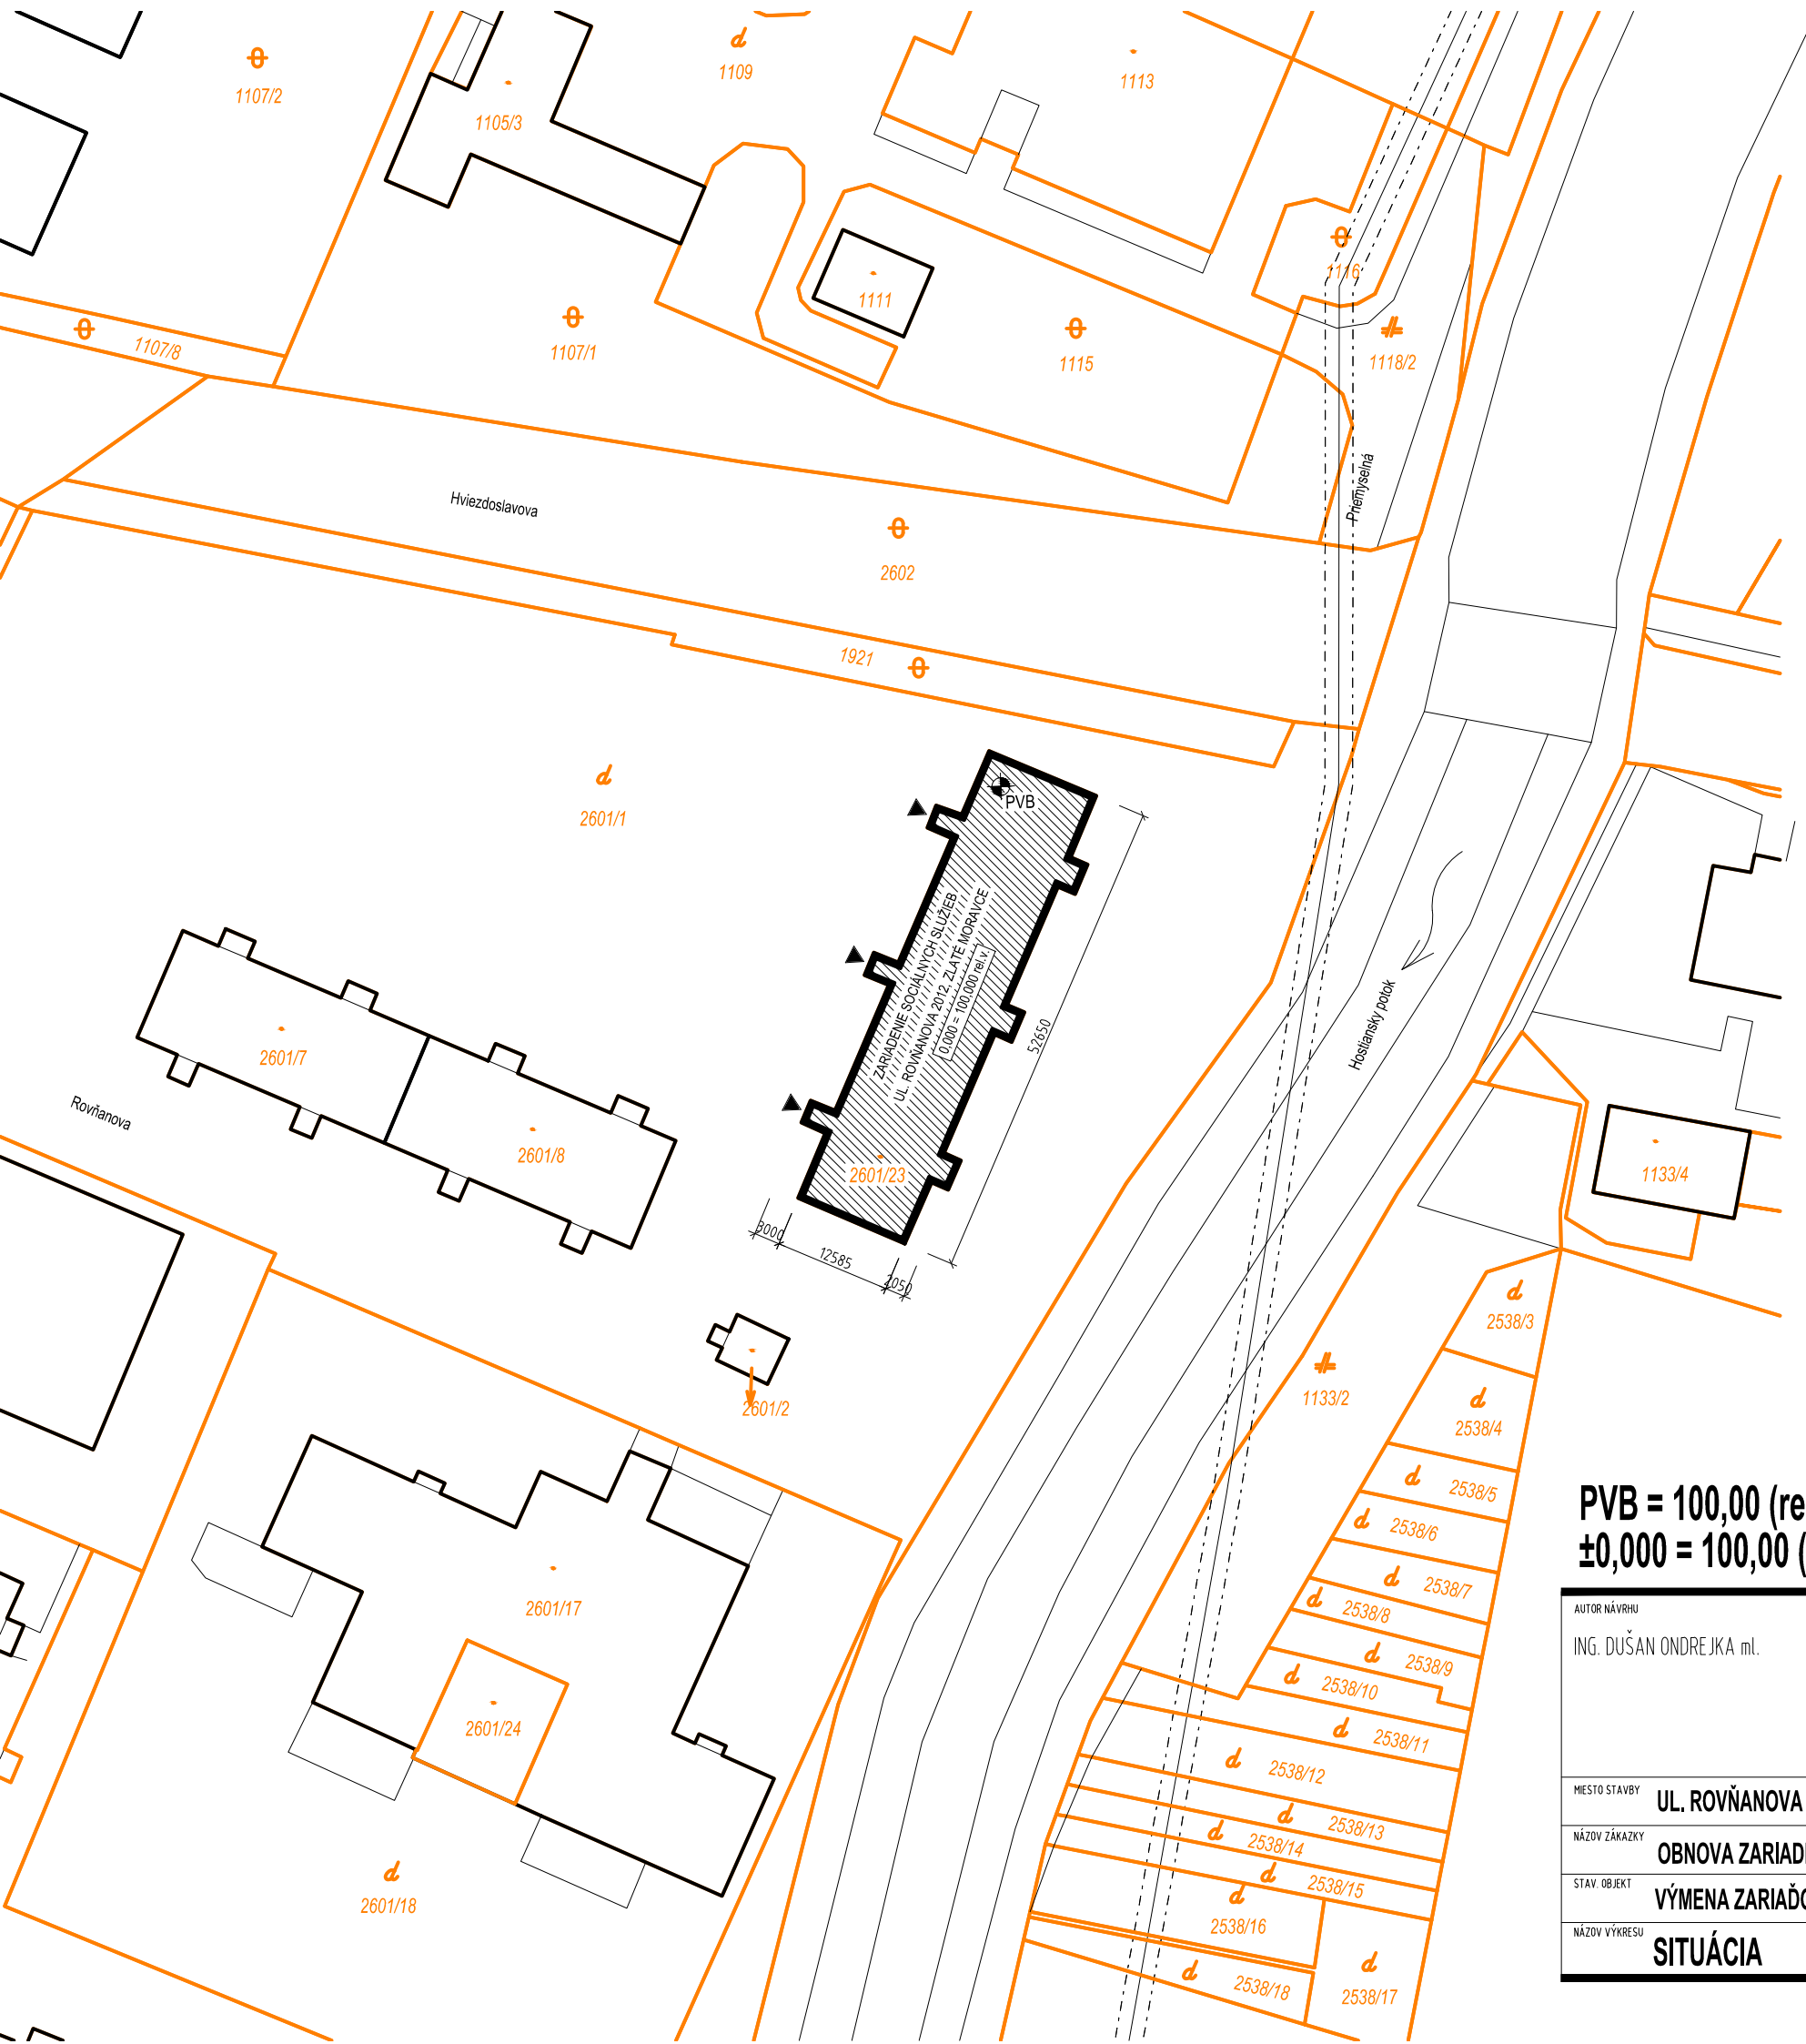 1107/2
1109
1105/3
1113
1111
1116
1107/8
1107/1
1115
1118/2
Hviezdoslavova
Priemyselná
2602
1921
2601/1
PVB
ZARIADENIE SOCIÁLNYCH SLUŽIEB
UL. ROVŇANOVA 2012, ZLATÉ MORAVCE
0,000 = 100,000 rel.v.
52650
Hostiansky potok
2601/7
2601/8
Rovňanova
2601/23
3000
12585
2050
1133/4
2601/2
1133/2
2538/3
2538/4
2538/5
2538/6
2538/7
2538/8
2538/9
2538/10
2538/11
2538/12
2538/13
2538/14
2538/15
2538/16
2538/17
2538/18
2601/17
2601/24
2601/18
PVB = 100,00 (re
±0,000 = 100,00 (
AUTOR NÁVRHU
ING. DUŠAN ONDREJKA ml.
MIESTO STAVBY UL. ROVŇANOVA
NÁZOV ZÁKAZKY OBNOVA ZARIAD
STAV. OBJEKT VÝMENA ZARIAĎO
NÁZOV VÝKRESU SITUÁCIA